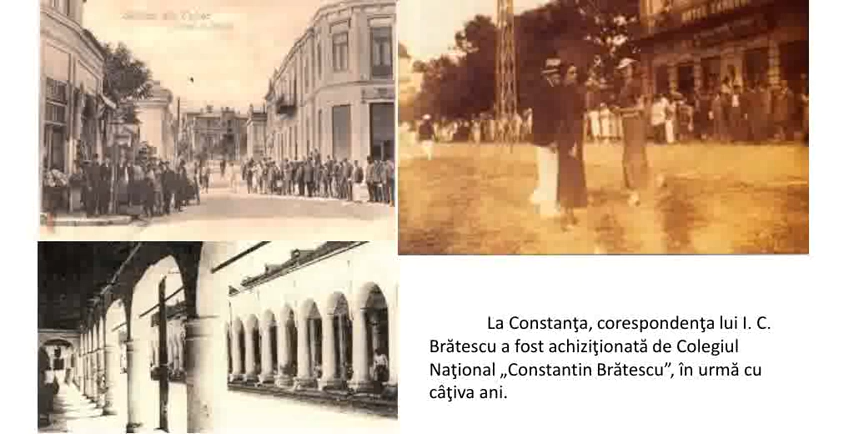 La Constanţa, corespondenţa lui I. C.
Brătescu a fost achiziţionată de Colegiul
Naţional „Constantin Brătescu”, în urmă cu
câţiva ani.